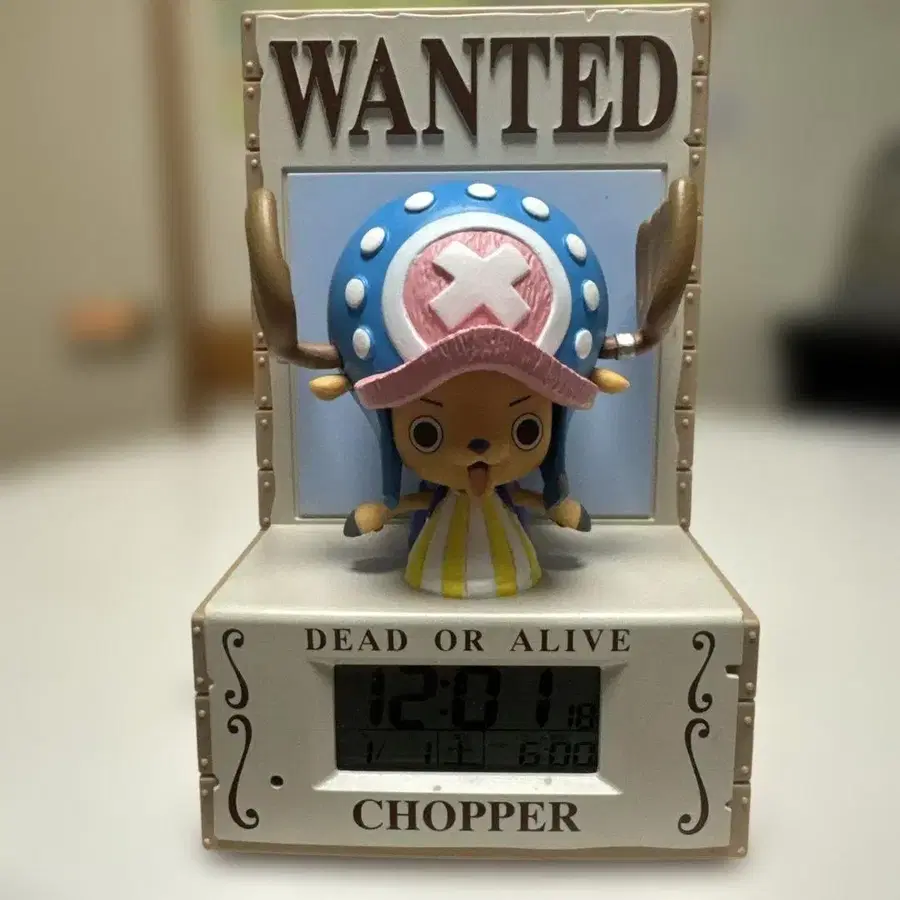 WANTED
DEAD OR ALIVE
12:01 18
1/ 1 土 6:00
CHOPPER